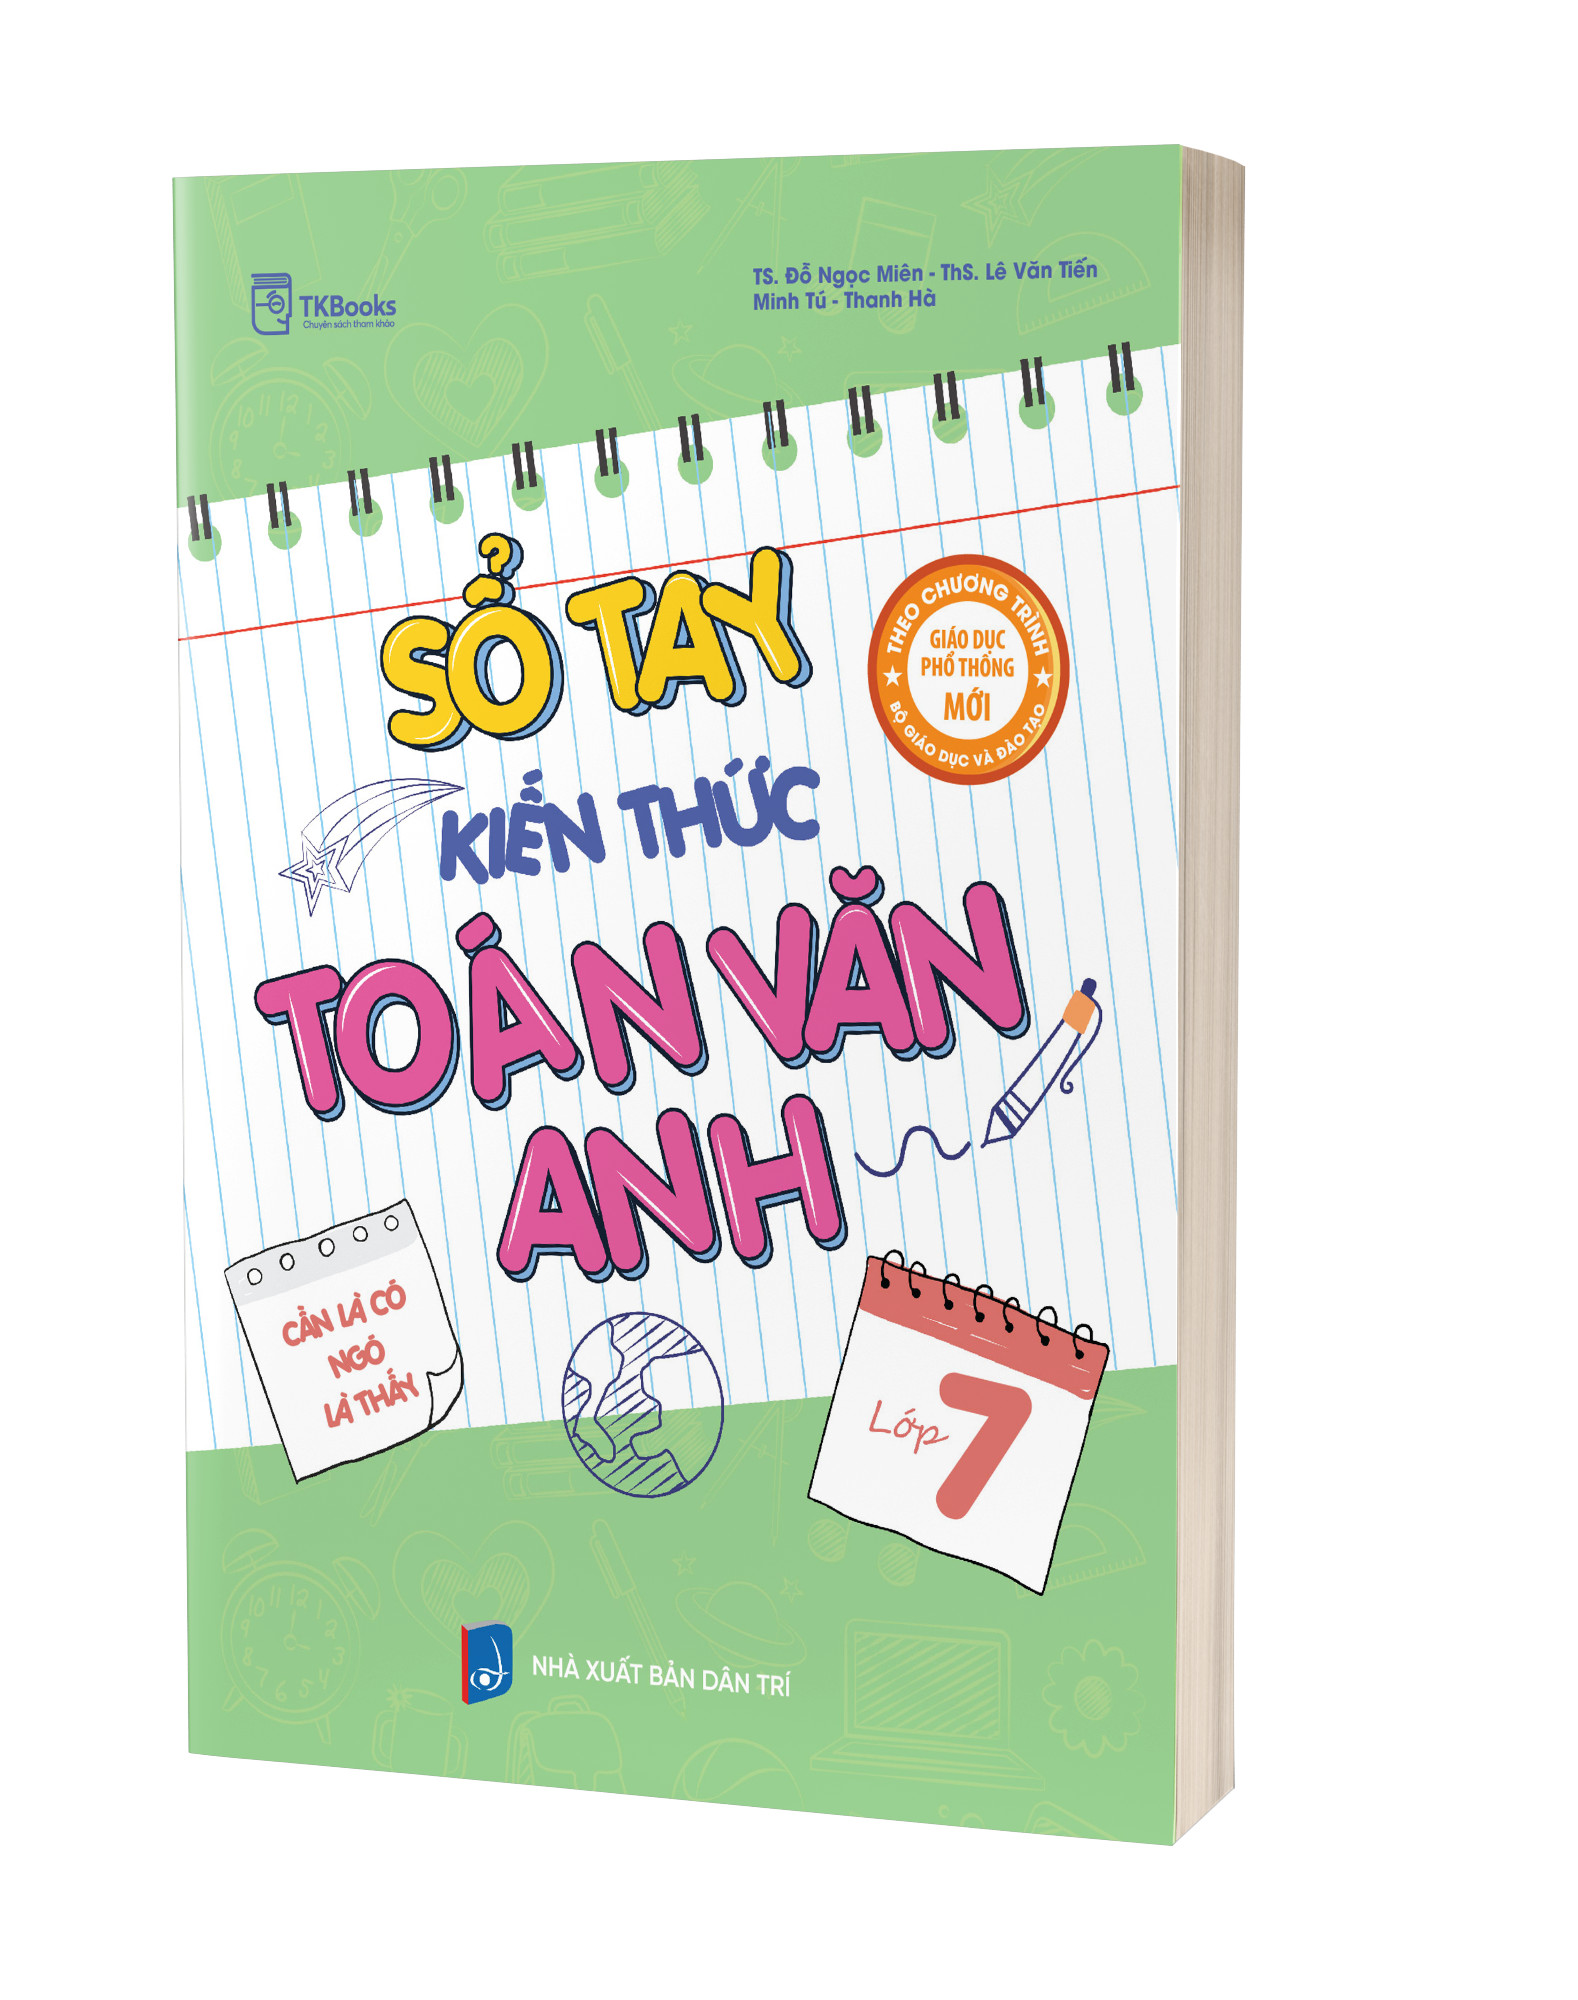 TKBooks
Chuyên sách tham khảo
TS. Đỗ Ngọc Miên - ThS. Lê Văn Tiến
Minh Tú - Thanh Hà
SỔ TAY
THEO CHƯƠNG TRÌNH
GIÁO DỤC
PHỔ THÔNG
MỚI
BỘ GIÁO DỤC VÀ ĐÀO TẠO
KIẾN THỨC
TOÁN VĂN
ANH
CẦN LÀ CÓ
NGÓ
LÀ THẤY
Lớp 7
NHÀ XUẤT BẢN DÂN TRÍ